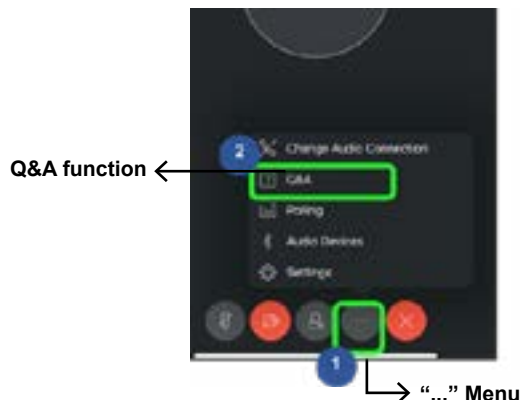 2
Change Audio Connection
Q&A function
Q&A
Polling
Audio Devices
Settings
1
“...” Menu